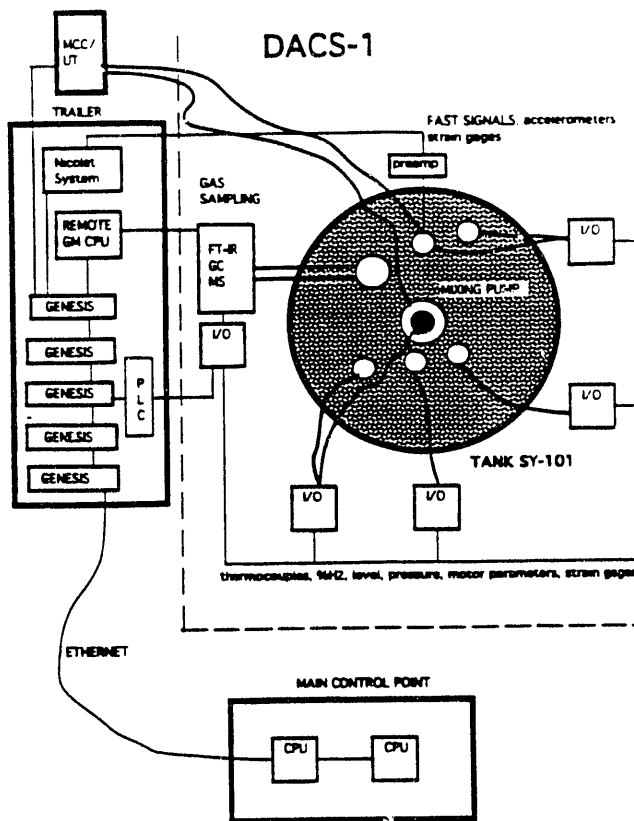 MCC/
UT
DACS-1
TRAILER
FAST SIGNALS, accelerometers
strain gages
Nicolet
System
preamp
GAS
SAMPLING
REMOTE
GM CPU
FT-IR
GC
MS
I/O
MIXING PUMP
GENESIS
I/O
GENESIS
P
L
C
GENESIS
I/O
GENESIS
TANK SY-101
GENESIS
I/O
I/O
thermocouples, %H2, level, pressure, motor parameters, strain gages
ETHERNET
MAIN CONTROL POINT
CPU
CPU